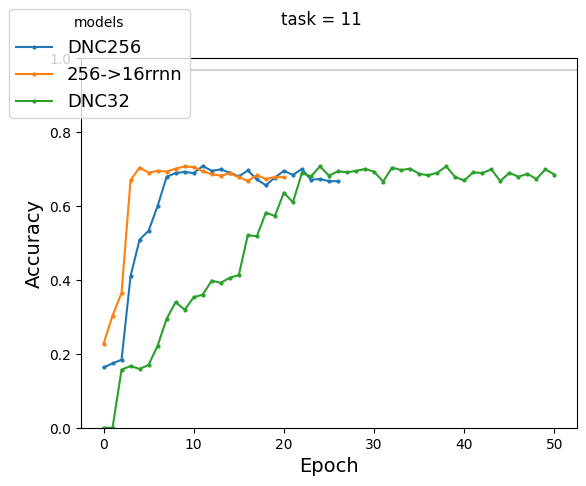 task = 11
models
DNC256
256->16rrnn
DNC32
1.0
0.8
0.6
0.4
0.2
0.0
Accuracy
0 10 20 30 40 50
Epoch